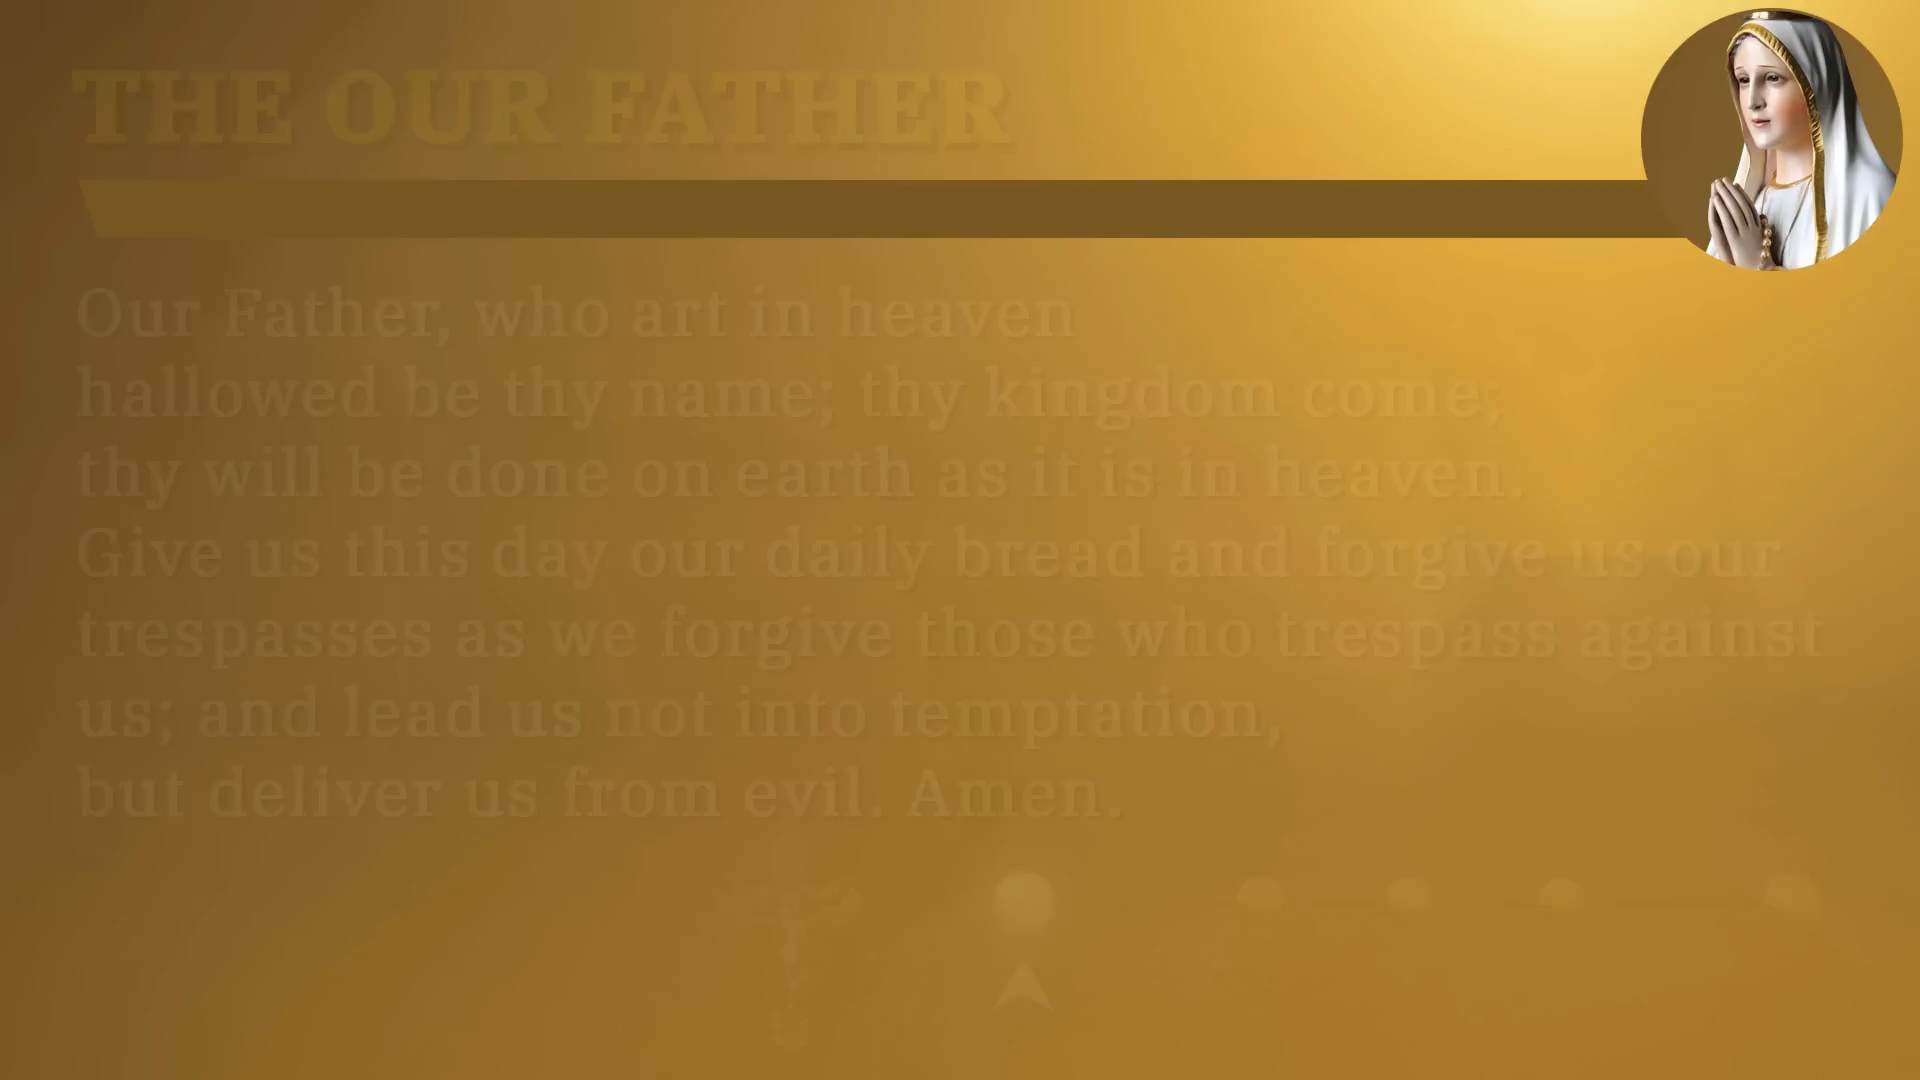 THE OUR FATHER
Our Father, who art in heaven
hallowed be thy name; thy kingdom come;
thy will be done on earth as it is in heaven.
Give us this day our daily bread and forgive us our
trespasses as we forgive those who trespass against
us; and lead us not into temptation,
but deliver us from evil. Amen.